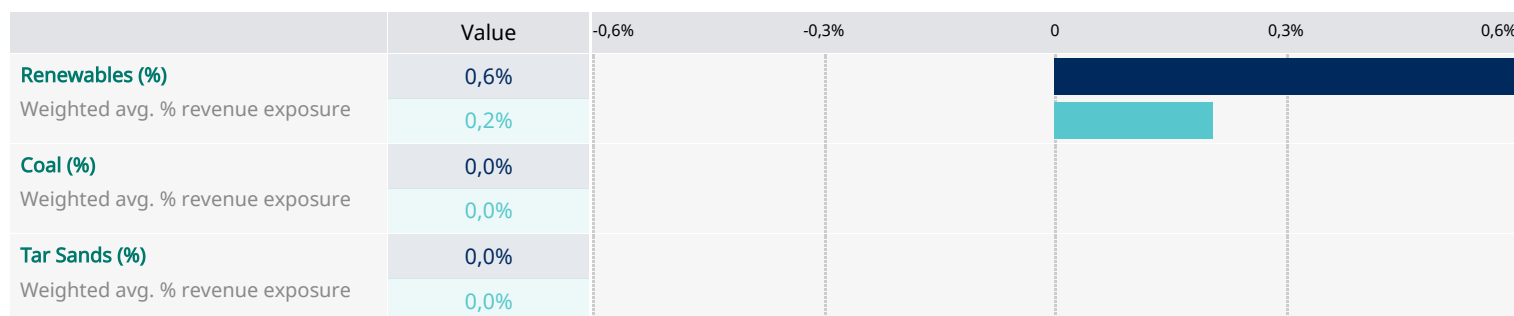 Value -0,6% -0,3% 0 0,3% 0,6%
Renewables (%) 0,6%
Weighted avg. % revenue exposure 0,2%
Coal (%) 0,0%
Weighted avg. % revenue exposure 0,0%
Tar Sands (%) 0,0%
Weighted avg. % revenue exposure 0,0%